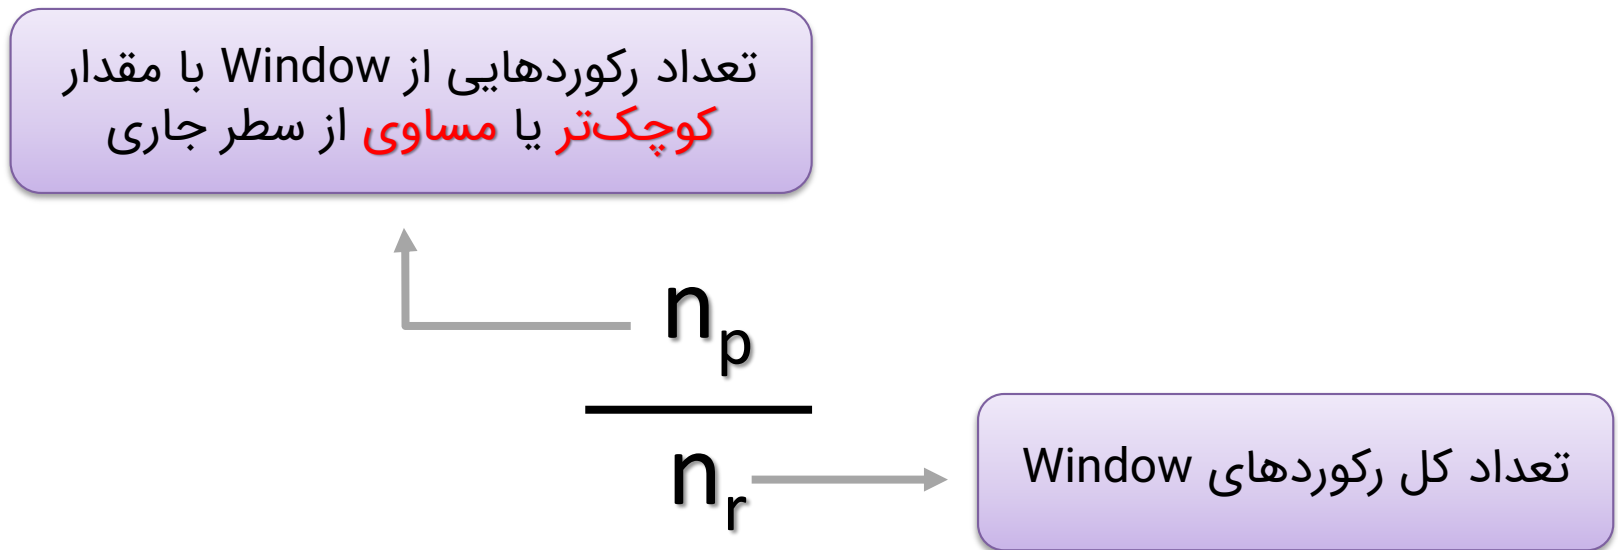 تعداد رکوردهایی از Window با مقدار
کوچک‌تر یا مساوی از سطر جاری
np
nr
تعداد کل رکوردهای Window